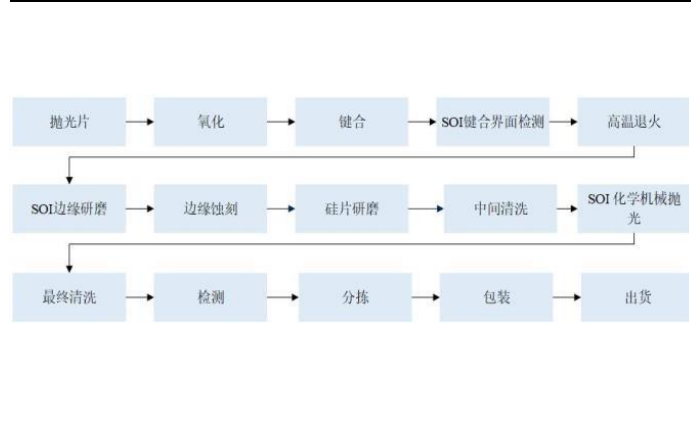 抛光片
氧化
键合
SOI键合界面检测
高温退火
SOI边缘研磨
边缘蚀刻
硅片研磨
中间清洗
SOI 化学机械抛
光
最终清洗
检测
分拣
包装
出货